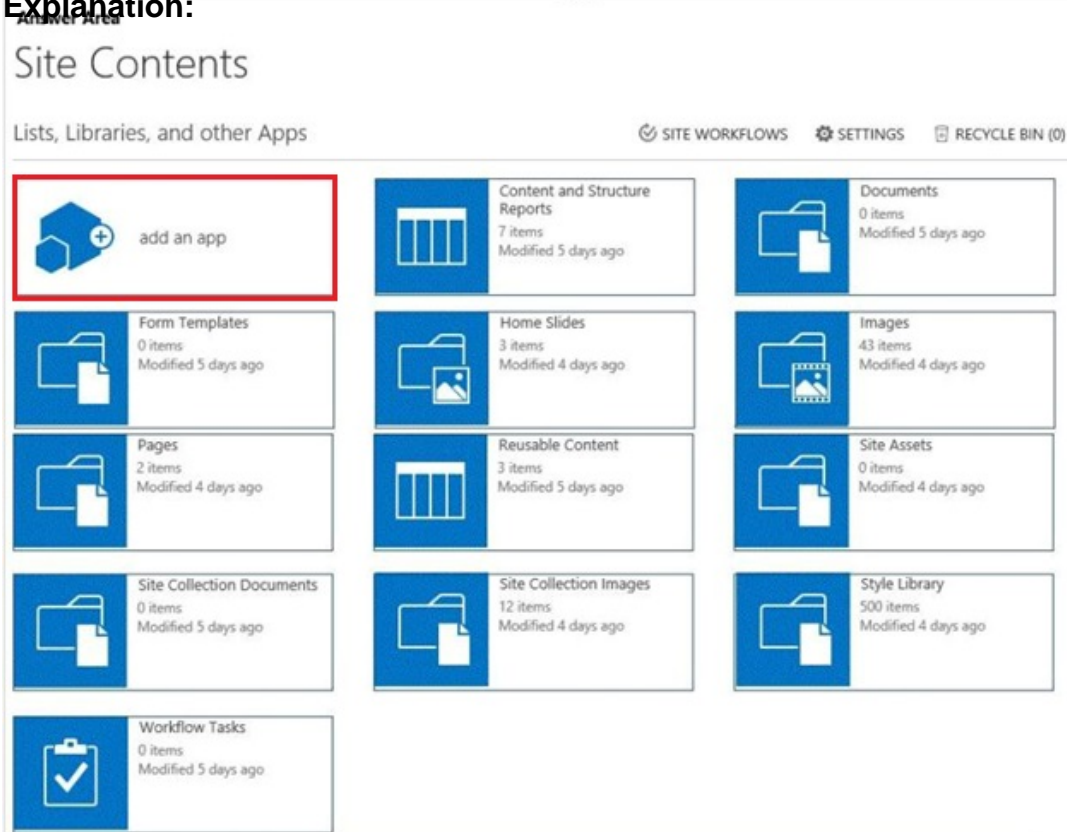 Explanation:
Answer Area
Site Contents
Lists, Libraries, and other Apps
SITE WORKFLOWS SETTINGS RECYCLE BIN (0)
add an app
Content and Structure
Reports
7 items
Modified 5 days ago
Documents
0 items
Modified 5 days ago
Form Templates
0 items
Modified 5 days ago
Home Slides
3 items
Modified 4 days ago
Images
43 items
Modified 4 days ago
Pages
2 items
Modified 4 days ago
Reusable Content
3 items
Modified 5 days ago
Site Assets
0 items
Modified 4 days ago
Site Collection Documents
0 items
Modified 5 days ago
Site Collection Images
12 items
Modified 4 days ago
Style Library
500 items
Modified 4 days ago
Workflow Tasks
0 items
Modified 5 days ago